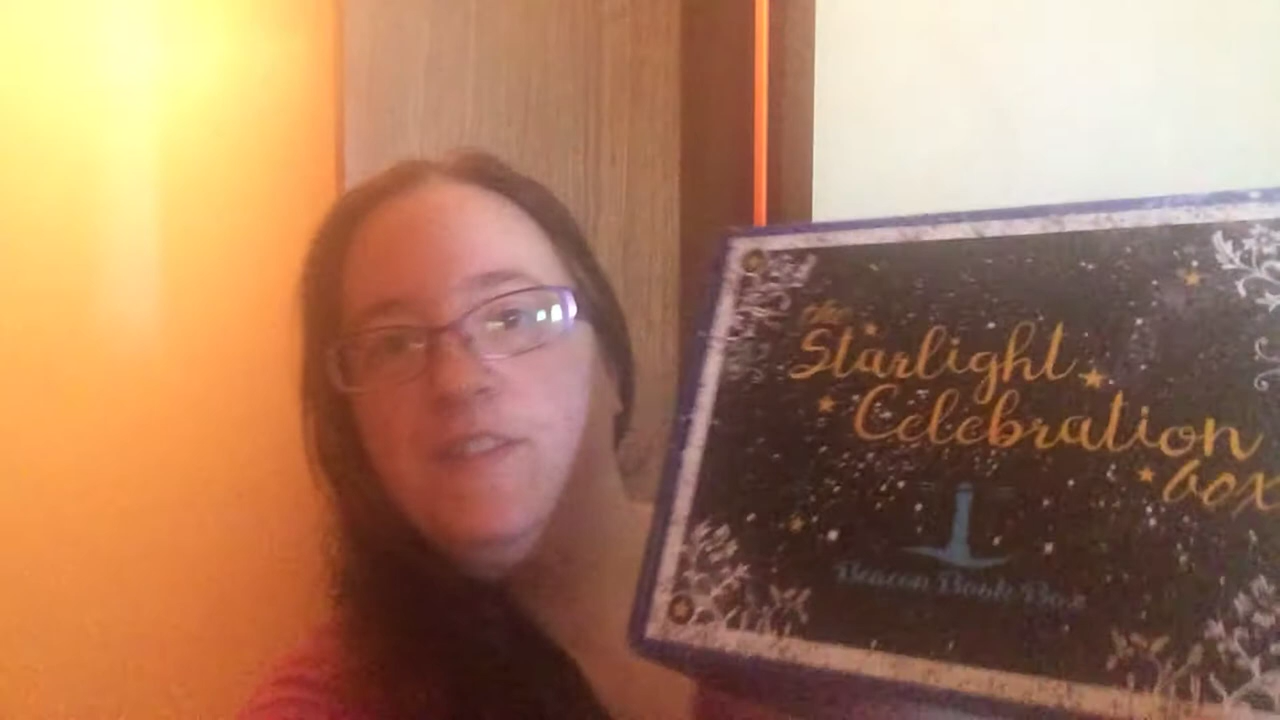 the
Starlight
Celebration
box
Beacon Book Box